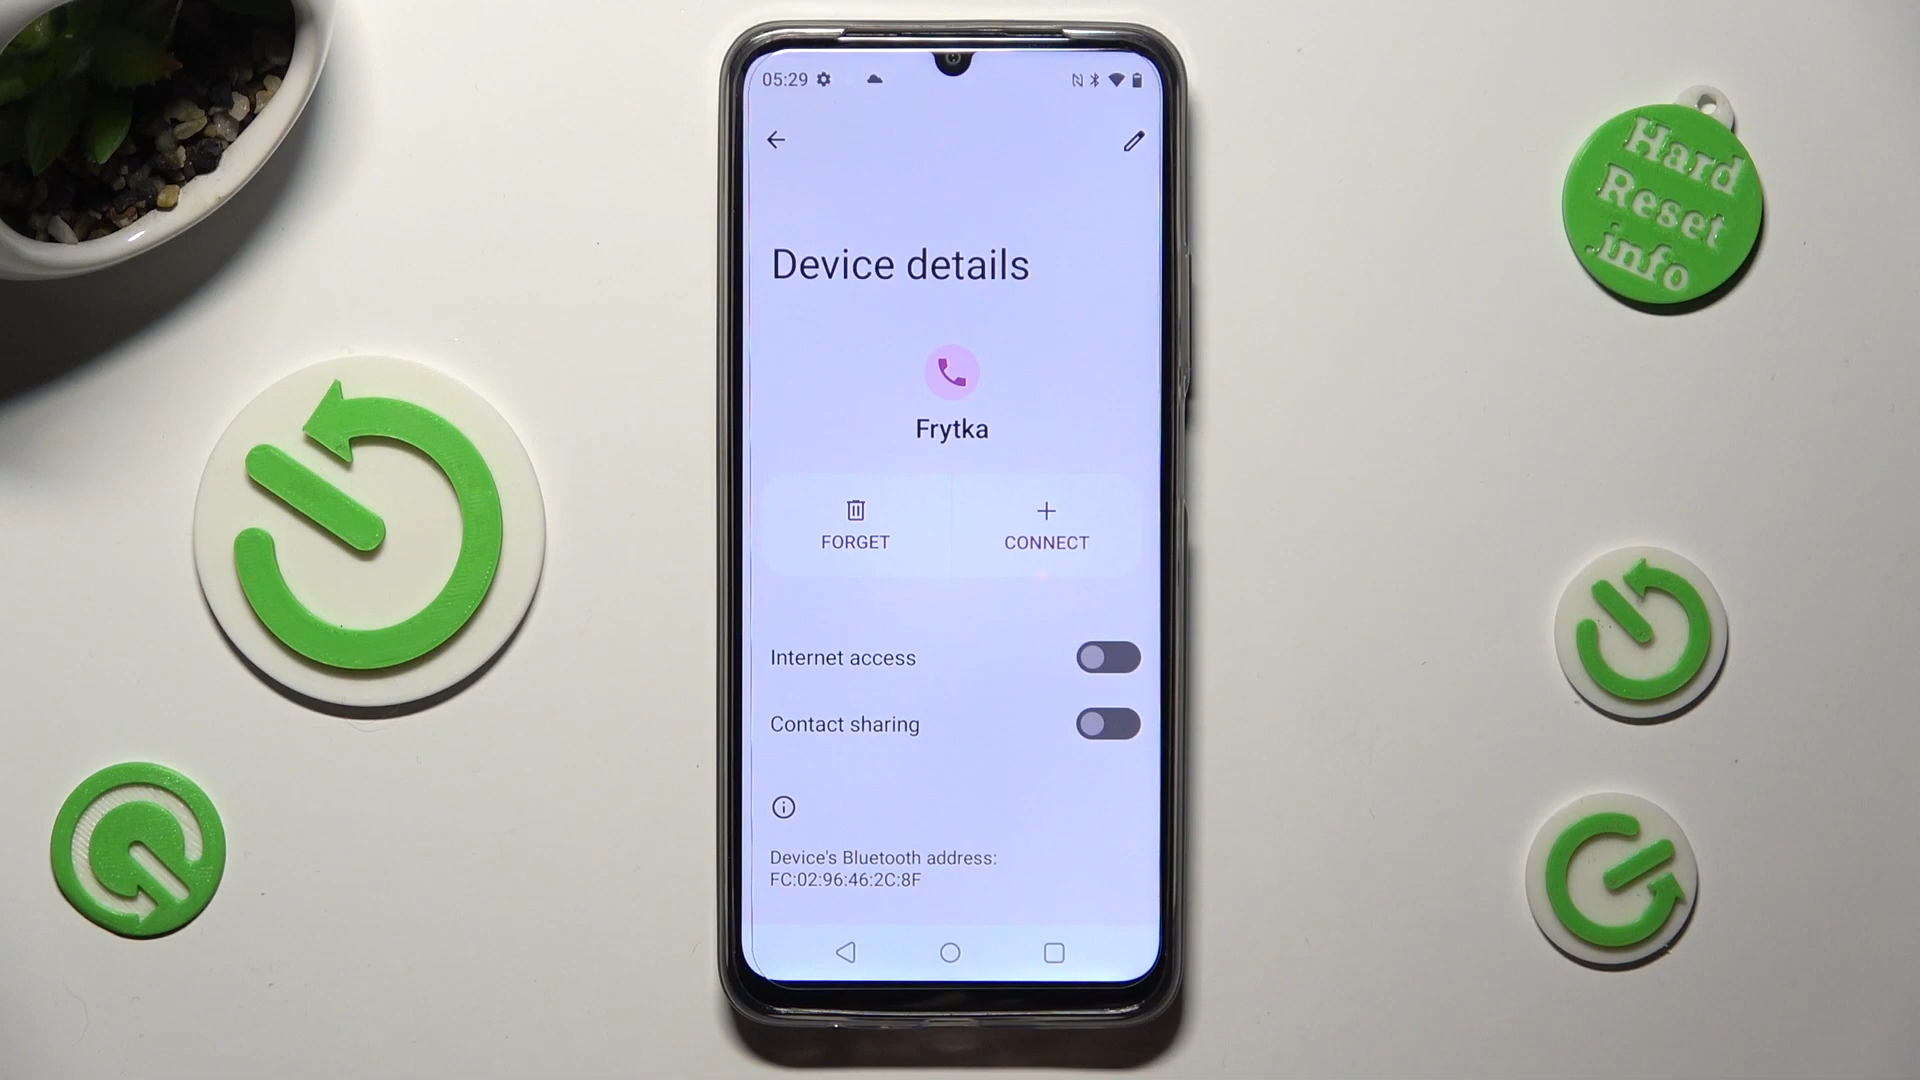 05:29
Device details
Frytka
FORGET
CONNECT
Internet access
Contact sharing
Device's Bluetooth address:
FC:02:96:46:2C:8F
Hard
Reset
.info